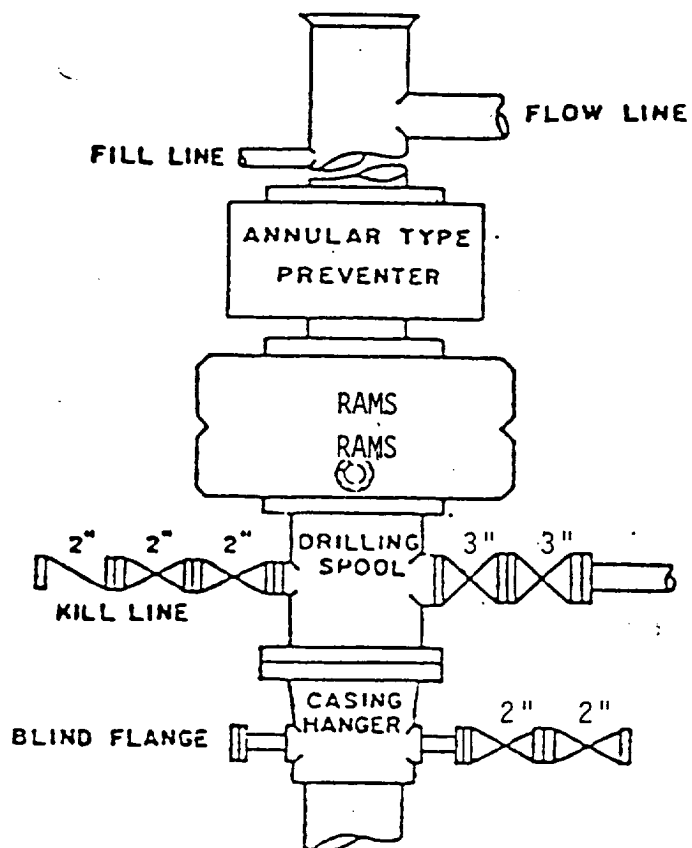 FLOW LINE
FILL LINE
ANNULAR TYPE
PREVENTER
RAMS
RAMS
2" 2" 2"
DRILLING
SPOOL
3" 3"
KILL LINE
CASING
HANGER
2" 2"
BLIND FLANGE